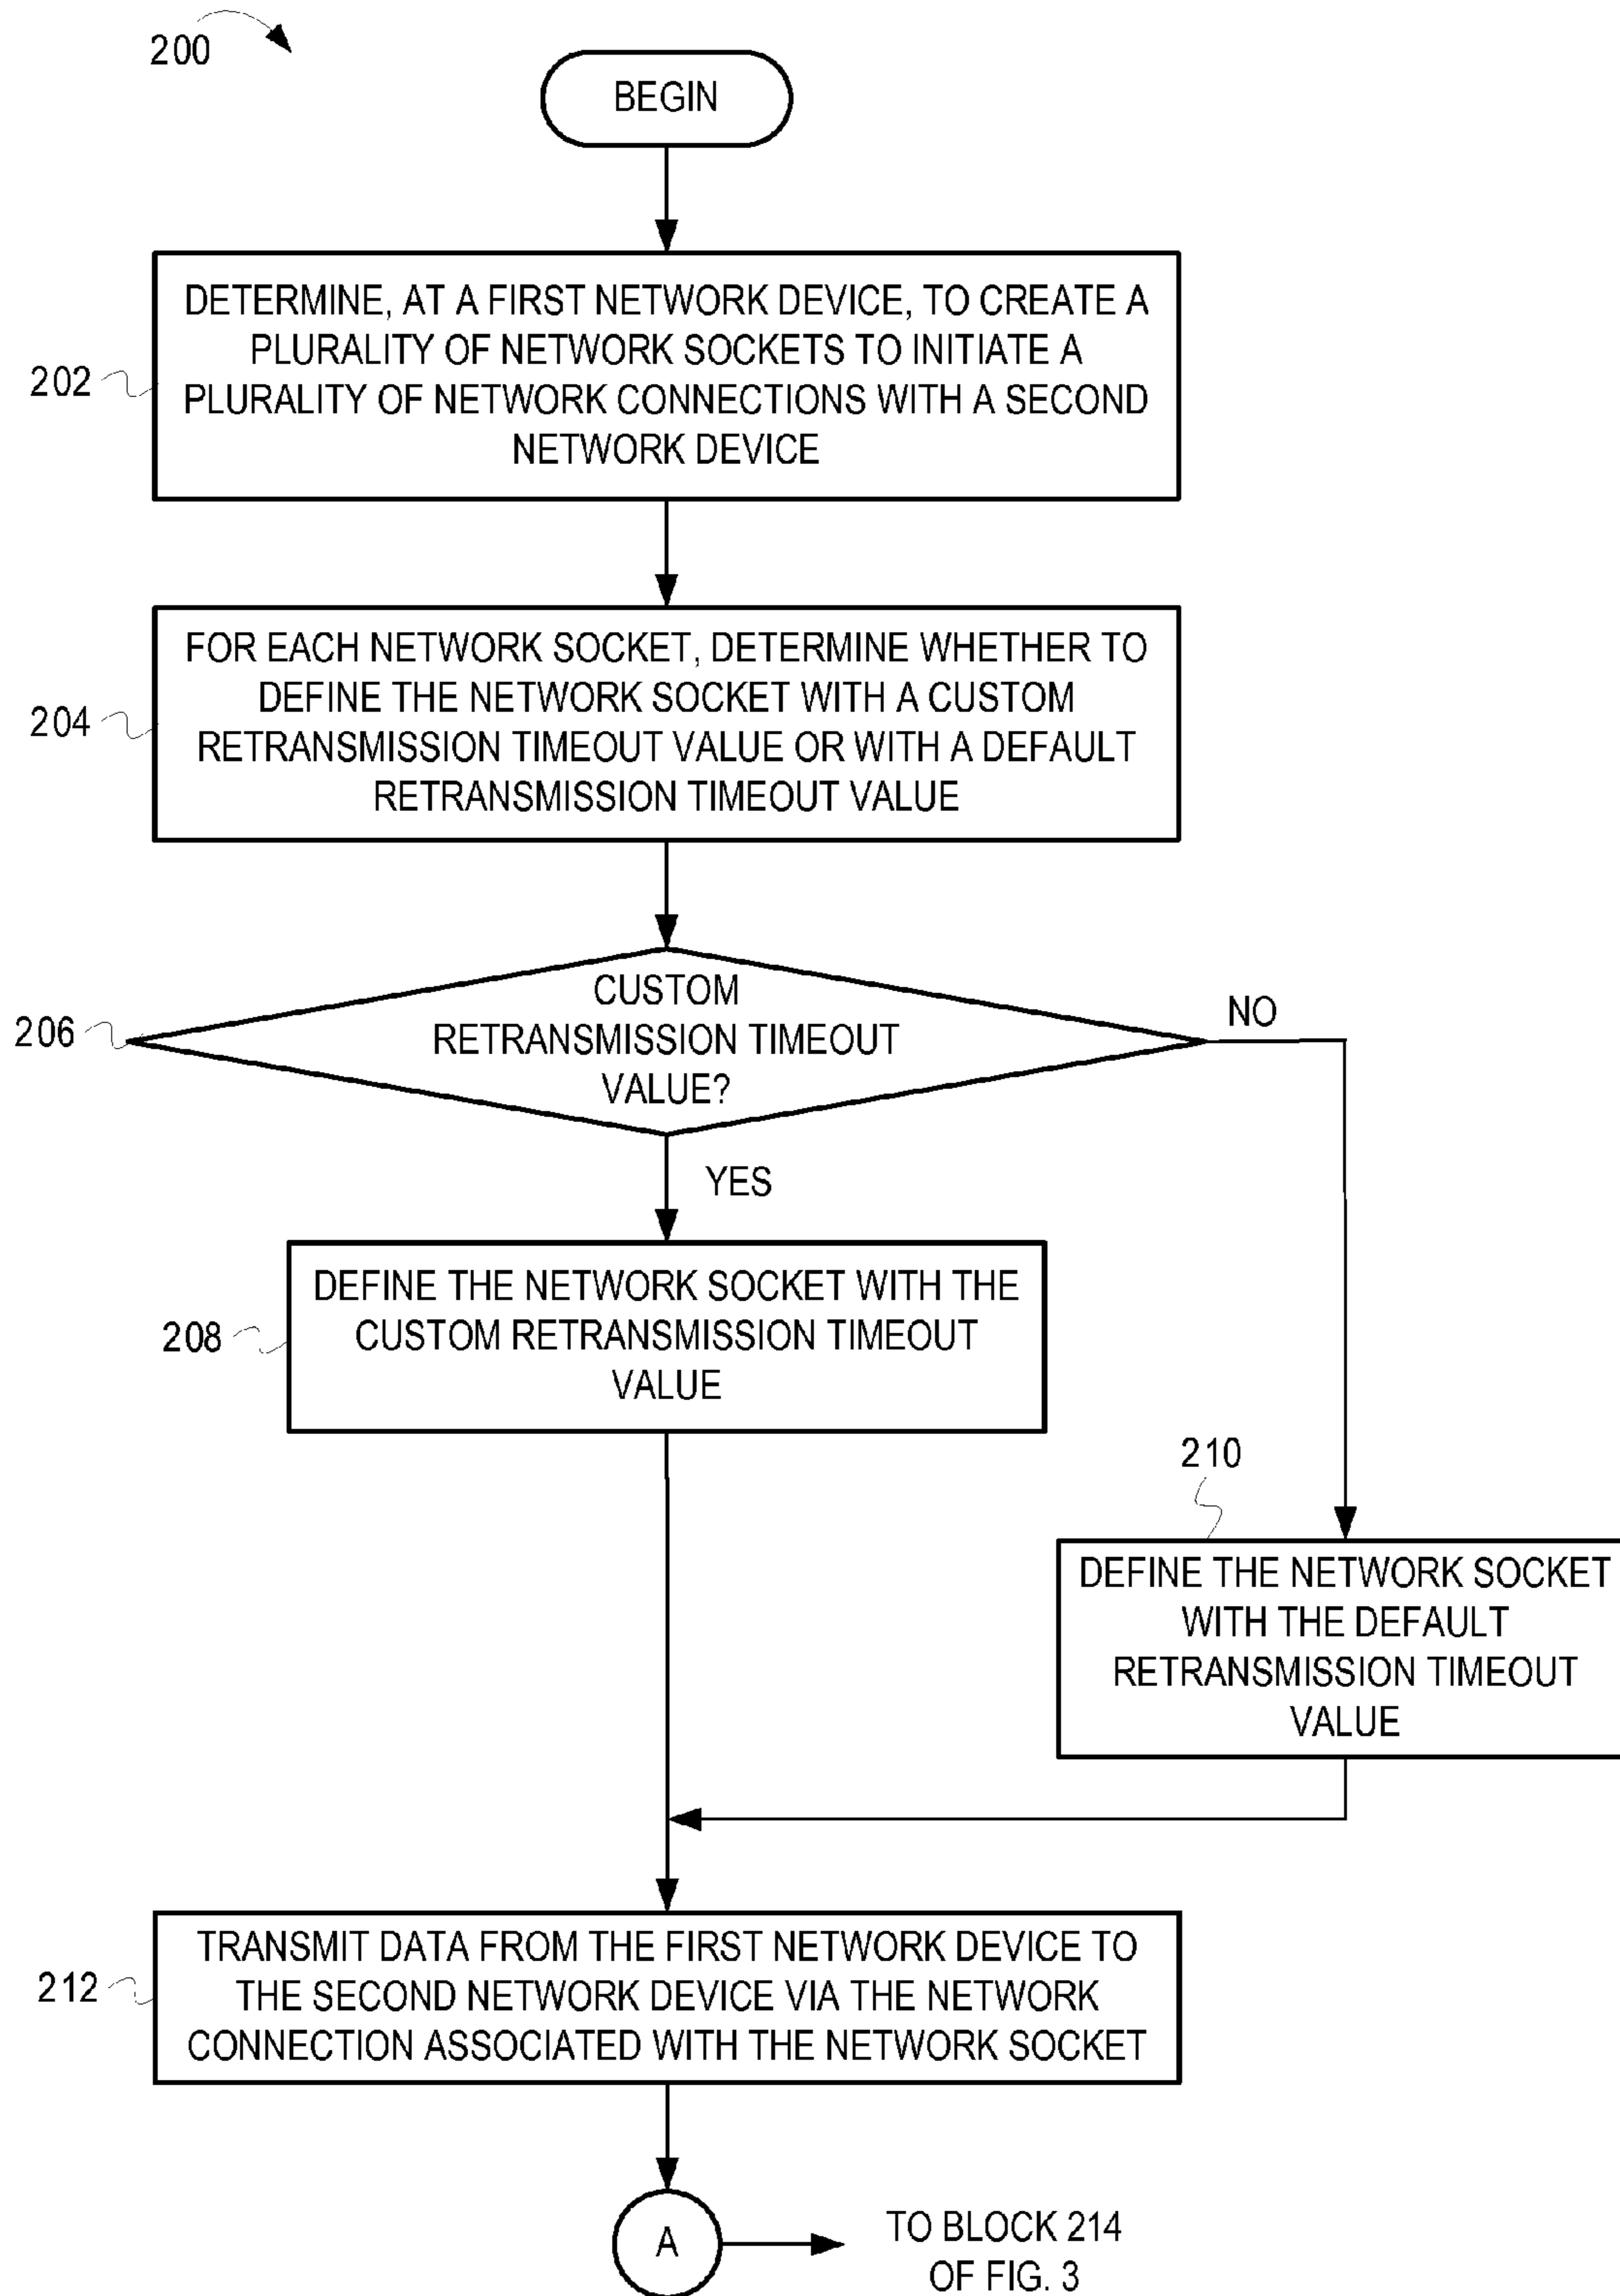 200
BEGIN
DETERMINE, AT A FIRST NETWORK DEVICE, TO CREATE A
PLURALITY OF NETWORK SOCKETS TO INITIATE A
PLURALITY OF NETWORK CONNECTIONS WITH A SECOND
NETWORK DEVICE
202
FOR EACH NETWORK SOCKET, DETERMINE WHETHER TO
DEFINE THE NETWORK SOCKET WITH A CUSTOM
RETRANSMISSION TIMEOUT VALUE OR WITH A DEFAULT
RETRANSMISSION TIMEOUT VALUE
204
CUSTOM
RETRANSMISSION TIMEOUT
VALUE?
206
NO
YES
DEFINE THE NETWORK SOCKET WITH THE
CUSTOM RETRANSMISSION TIMEOUT
VALUE
208
210
DEFINE THE NETWORK SOCKET
WITH THE DEFAULT
RETRANSMISSION TIMEOUT
VALUE
TRANSMIT DATA FROM THE FIRST NETWORK DEVICE TO
THE SECOND NETWORK DEVICE VIA THE NETWORK
CONNECTION ASSOCIATED WITH THE NETWORK SOCKET
212
A
TO BLOCK 214
OF FIG. 3